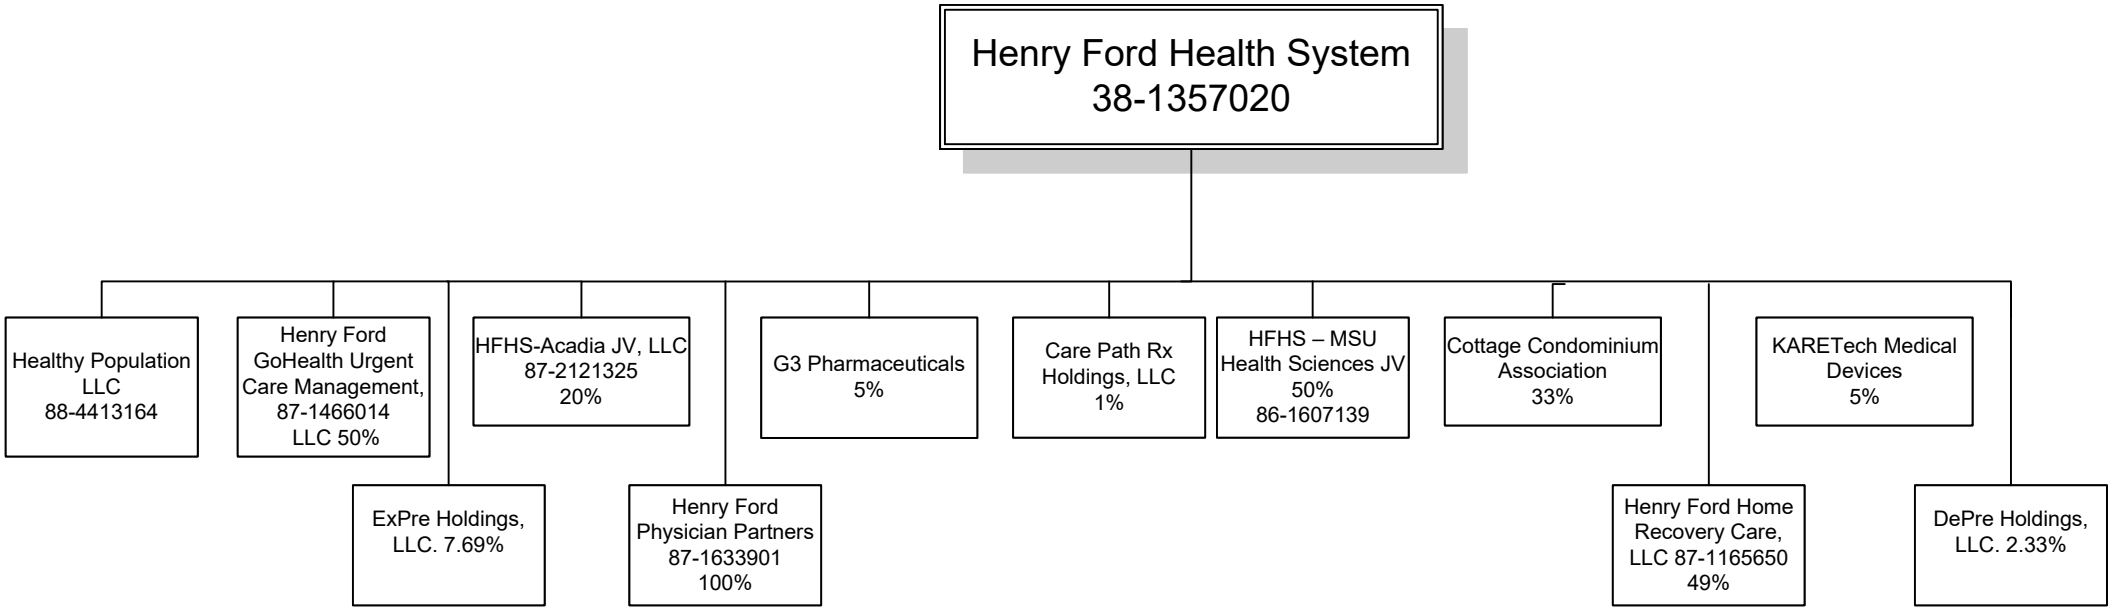 Henry Ford Health System
38-1357020
Healthy Population
LLC
88-4413164
Henry Ford
GoHealth Urgent
Care Management,
87-1466014
LLC 50%
HFHS-Acadia JV, LLC
87-2121325
20%
G3 Pharmaceuticals
5%
Care Path Rx
Holdings, LLC
1%
HFHS – MSU
Health Sciences JV
50%
86-1607139
Cottage Condominium
Association
33%
KARETech Medical
Devices
5%
ExPre Holdings,
LLC. 7.69%
Henry Ford
Physician Partners
87-1633901
100%
Henry Ford Home
Recovery Care,
LLC 87-1165650
49%
DePre Holdings,
LLC. 2.33%